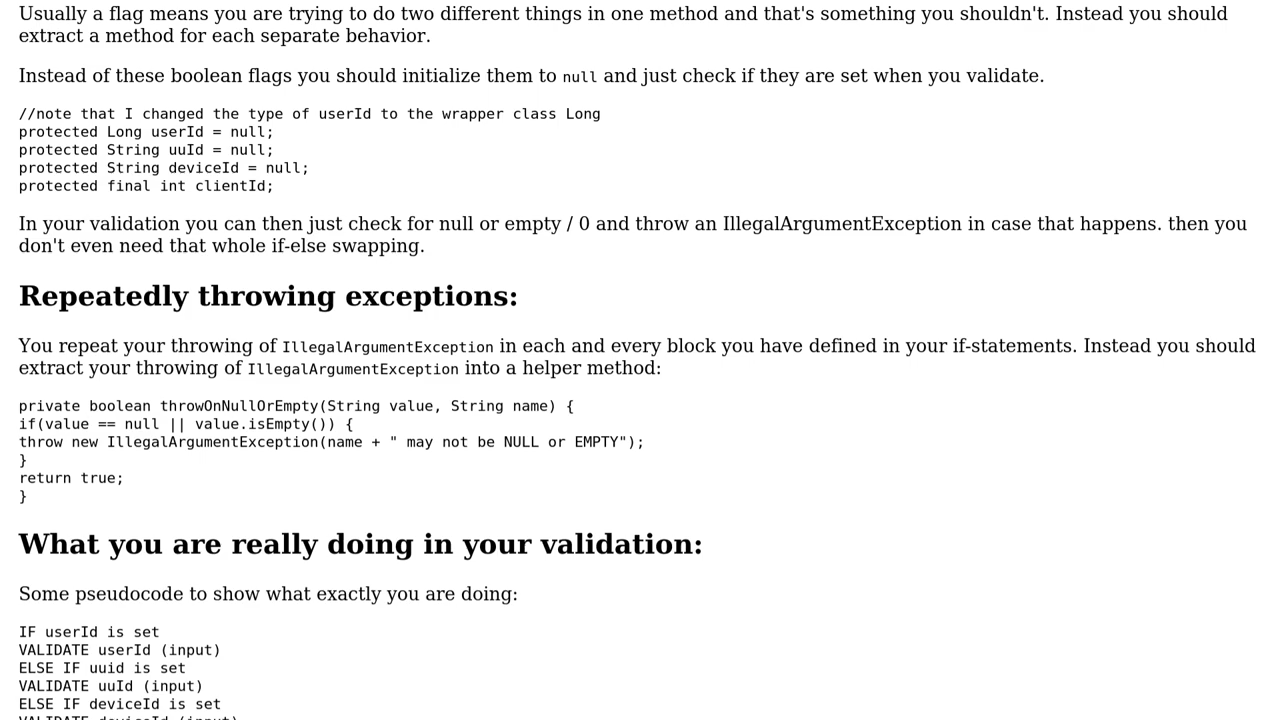 Usually a flag means you are trying to do two different things in one method and that's something you shouldn't. Instead you should
extract a method for each separate behavior.
Instead of these boolean flags you should initialize them to null and just check if they are set when you validate.
//note that I changed the type of userId to the wrapper class Long
protected Long userId = null;
protected String uuId = null;
protected String deviceId = null;
protected final int clientId;
In your validation you can then just check for null or empty / 0 and throw an IllegalArgumentException in case that happens. then you
don't even need that whole if-else swapping.
Repeatedly throwing exceptions:
You repeat your throwing of IllegalArgumentException in each and every block you have defined in your if-statements. Instead you should
extract your throwing of IllegalArgumentException into a helper method:
private boolean throwOnNullOrEmpty(String value, String name) {
if(value == null || value.isEmpty()) {
throw new IllegalArgumentException(name + " may not be NULL or EMPTY");
}
return true;
}
What you are really doing in your validation:
Some pseudocode to show what exactly you are doing:
IF userId is set
VALIDATE userId (input)
ELSE IF uuid is set
VALIDATE uuId (input)
ELSE IF deviceId is set
VALIDATE deviceId (input)